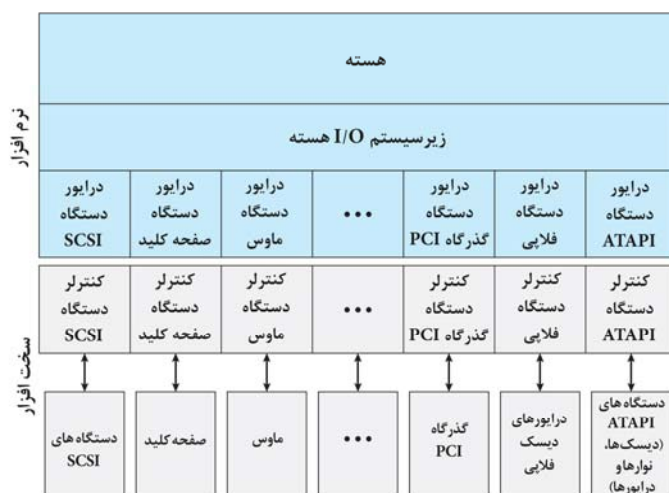 هسته
زیرسیستم I/O هسته
نرم افزار
درایور
دستگاه
SCSI
درایور
دستگاه
صفحه کلید
درایور
دستگاه
ماوس
•••
درایور
دستگاه
گذرگاه PCI
درایور
دستگاه
فلاپی
درایور
دستگاه
ATAPI
سخت افزار
کنترلر
دستگاه
SCSI
کنترلر
دستگاه
صفحه کلید
کنترلر
دستگاه
ماوس
•••
کنترلر
دستگاه
گذرگاه PCI
کنترلر
دستگاه
فلاپی
کنترلر
دستگاه
ATAPI
دستگاه‌های
SCSI
صفحه کلید
ماوس
•••
گذرگاه
PCI
درایورهای
دیسک
فلاپی
دستگاه‌های
ATAPI
(دیسک‌ها،
نوارها و
درایورها)